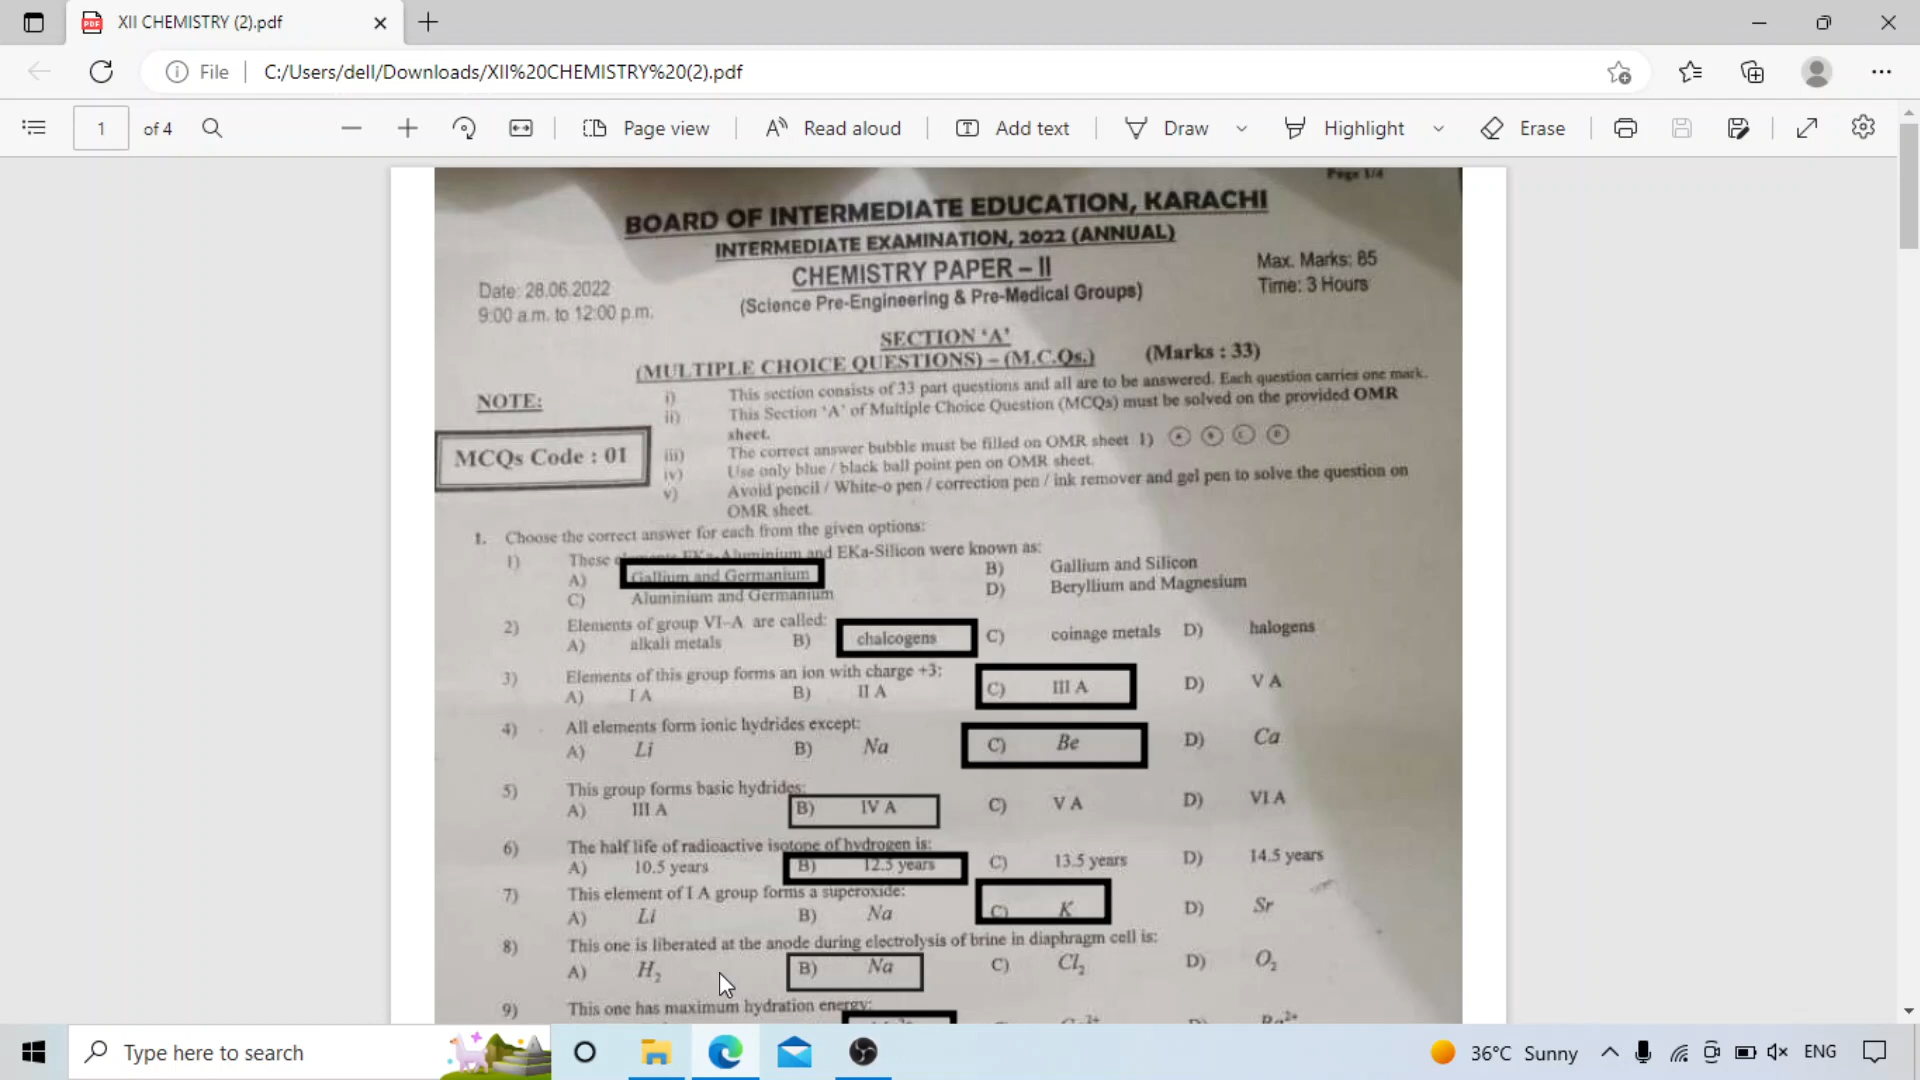 XII CHEMISTRY (2).pdf
File C:/Users/dell/Downloads/XII%20CHEMISTRY%20(2).pdf
1 of 4 Page view Read aloud Add text Draw Highlight Erase
Page 1/4
BOARD OF INTERMEDIATE EDUCATION, KARACHI
INTERMEDIATE EXAMINATION, 2022 (ANNUAL)
CHEMISTRY PAPER – II
Max. Marks: 85
Date: 28.06.2022
Time: 3 Hours
9:00 a.m. to 12:00 p.m.
(Science Pre-Engineering & Pre-Medical Groups)
SECTION 'A'
(MULTIPLE CHOICE QUESTIONS) – (M.C.Qs.) (Marks : 33)
NOTE:
i) This section consists of 33 part questions and all are to be answered. Each question carries one mark.
ii) This Section 'A' of Multiple Choice Question (MCQs) must be solved on the provided OMR
sheet.
MCQs Code : 01
iii) The correct answer bubble must be filled on OMR sheet 1) A B C D
iv) Use only blue / black ball point pen on OMR sheet.
v) Avoid pencil / White-o pen / correction pen / ink remover and gel pen to solve the question on
OMR sheet.
1. Choose the correct answer for each from the given options:
1) These elements EKa-Aluminium and EKa-Silicon were known as:
A) Gallium and Germanium B) Gallium and Silicon
C) Aluminium and Germanium D) Beryllium and Magnesium
2) Elements of group VI–A are called:
A) alkali metals B) chalcogens C) coinage metals D) halogens
3) Elements of this group forms an ion with charge +3:
A) I A B) II A C) III A D) V A
4) All elements form ionic hydrides except:
A) Li B) Na C) Be D) Ca
5) This group forms basic hydrides:
A) III A B) IV A C) V A D) VI A
6) The half life of radioactive isotope of hydrogen is:
A) 10.5 years B) 12.5 years C) 13.5 years D) 14.5 years
7) This element of I A group forms a superoxide:
A) Li B) Na C) K D) Sr
8) This one is liberated at the anode during electrolysis of brine in diaphragm cell is:
A) H₂ B) Na C) Cl₂ D) O₂
9) This one has maximum hydration energy:
Type here to search 36°C Sunny ENG